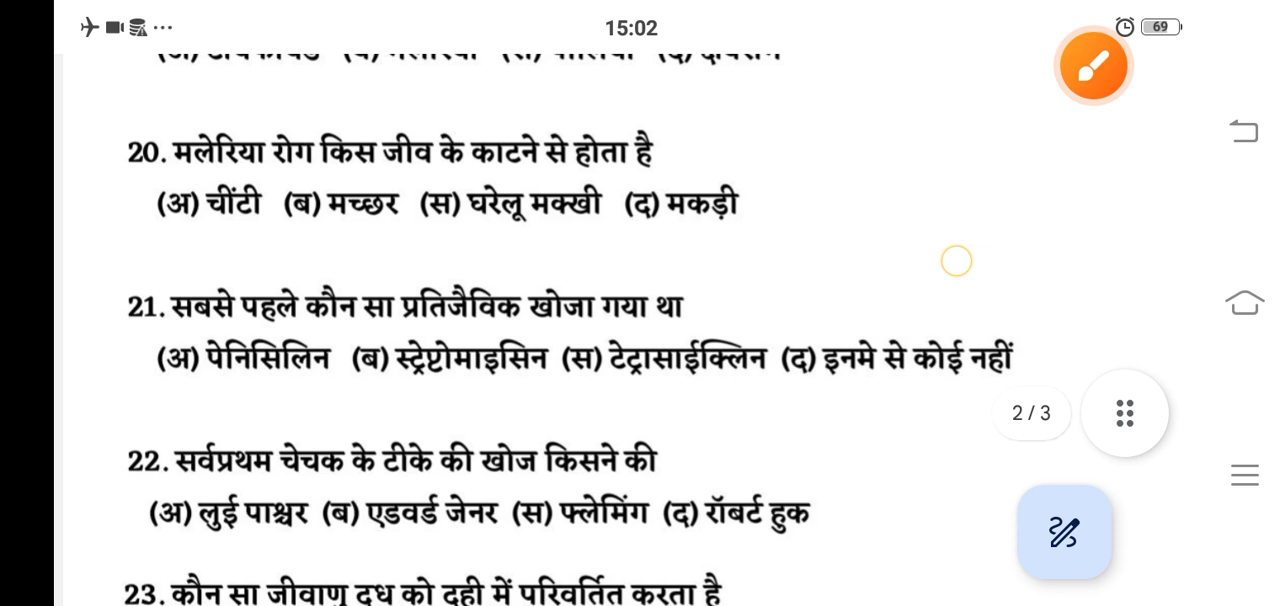 15:02
69
20. मलेरिया रोग किस जीव के काटने से होता है
(अ) चींटी (ब) मच्छर (स) घरेलू मक्खी (द) मकड़ी
21. सबसे पहले कौन सा प्रतिजैविक खोजा गया था
(अ) पेनिसिलिन (ब) स्ट्रेप्टोमाइसिन (स) टेट्रासाईक्लिन (द) इनमे से कोई नहीं
2 / 3
22. सर्वप्रथम चेचक के टीके की खोज किसने की
(अ) लुई पाश्चर (ब) एडवर्ड जेनर (स) फ्लेमिंग (द) रॉबर्ट हुक
23. कौन सा जीवाणु दूध को दही में परिवर्तित करता है